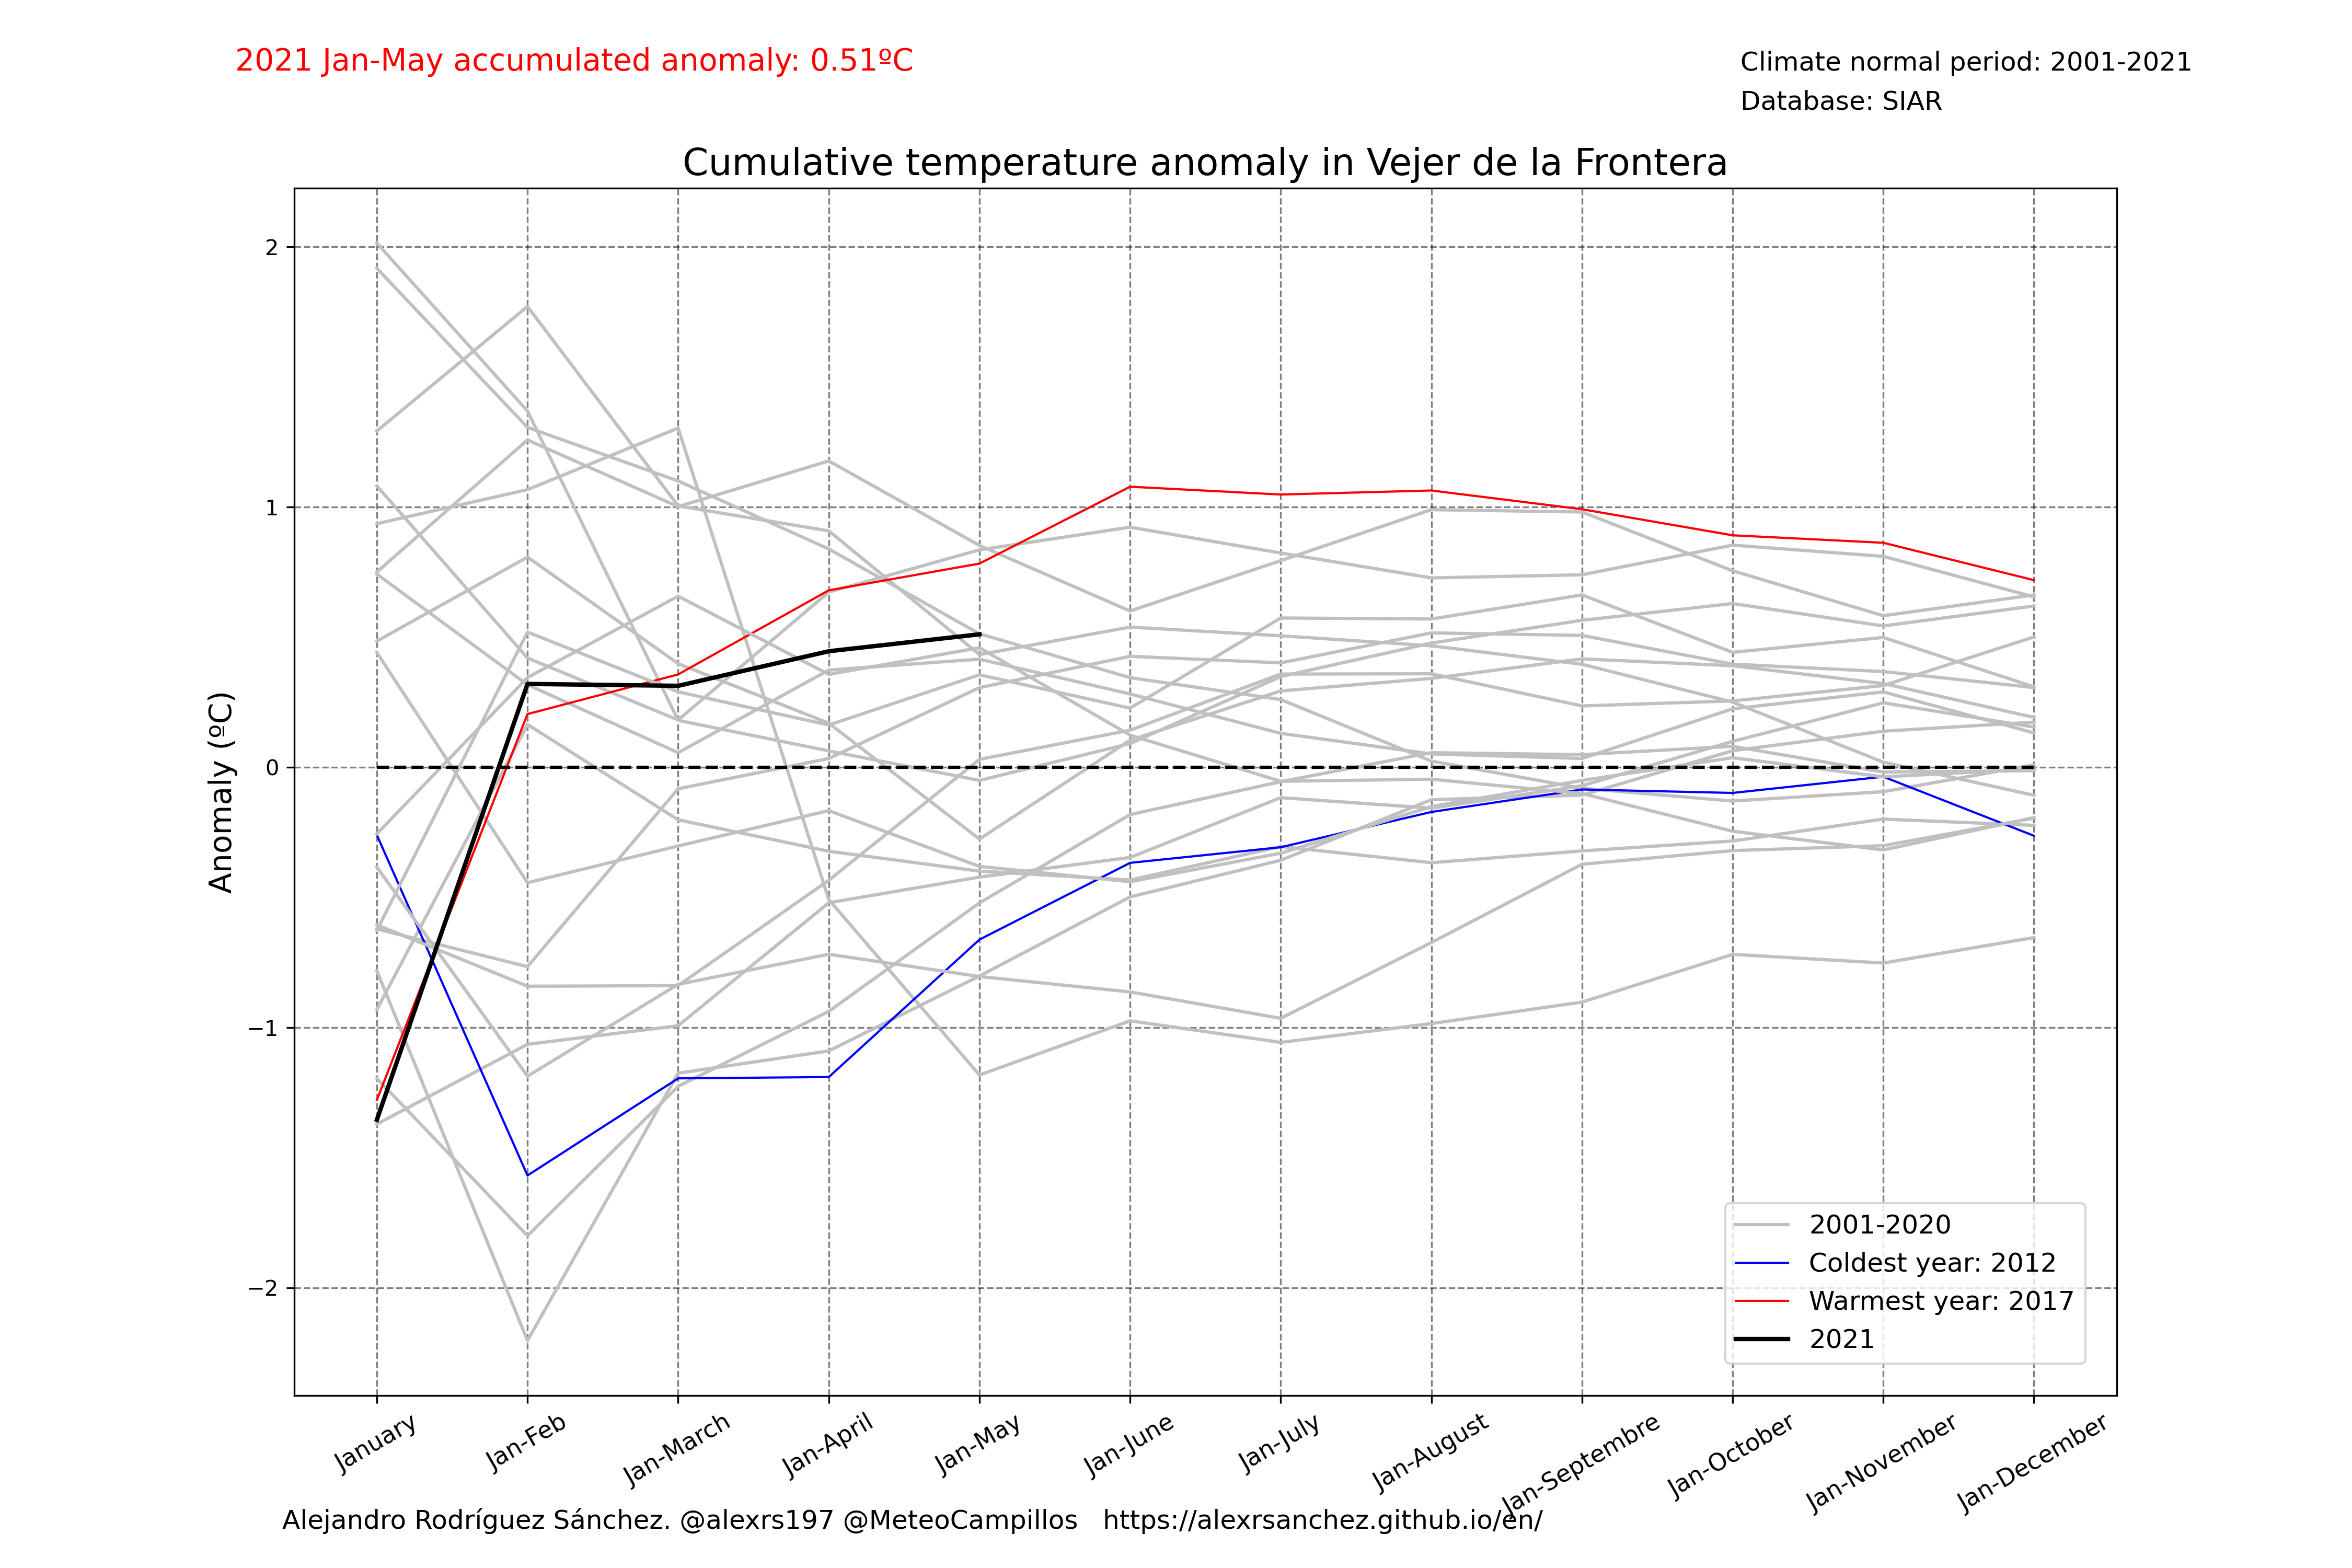 2021 Jan-May accumulated anomaly: 0.51ºC
Climate normal period: 2001-2021
Database: SIAR
Cumulative temperature anomaly in Vejer de la Frontera
Anomaly (ºC)
2
1
0
−1
−2
2001-2020
Coldest year: 2012
Warmest year: 2017
2021
January
Jan-Feb
Jan-March
Jan-April
Jan-May
Jan-June
Jan-July
Jan-August
Jan-Septembre
Jan-October
Jan-November
Jan-December
Alejandro Rodríguez Sánchez. @alexrs197 @MeteoCampillos https://alexrsanchez.github.io/en/